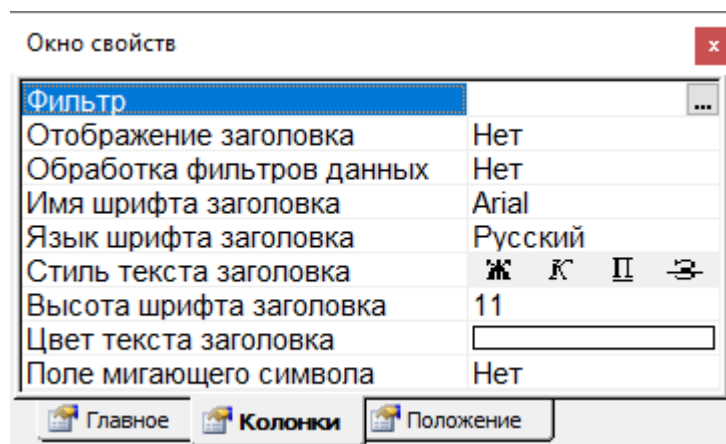 Окно свойств
x
Фильтр ...
Отображение заголовка Нет
Обработка фильтров данных Нет
Имя шрифта заголовка Arial
Язык шрифта заголовка Русский
Стиль текста заголовка Ж К П З
Высота шрифта заголовка 11
Цвет текста заголовка
Поле мигающего символа Нет
Главное Колонки Положение